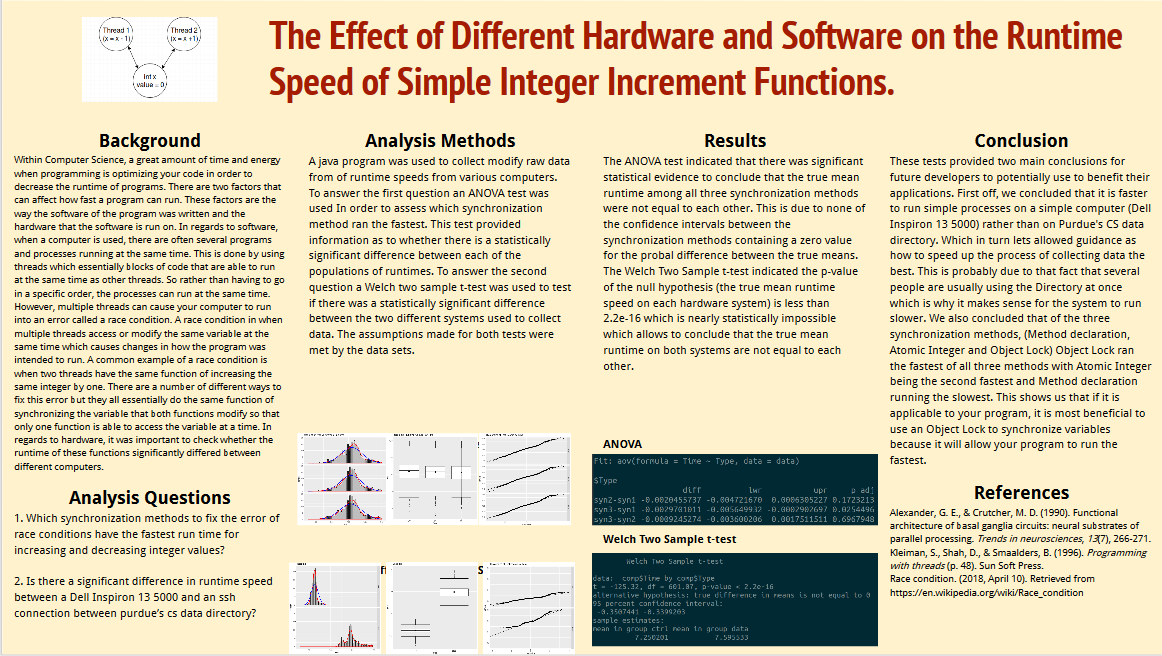 Thread 1
(x = x - 1)
Thread 2
(x = x +1)
Int x
value = 0
The Effect of Different Hardware and Software on the Runtime
Speed of Simple Integer Increment Functions.
Background
Within Computer Science, a great amount of time and energy
when programming is optimizing your code in order to
decrease the runtime of programs. There are two factors that
can affect how fast a program can run. These factors are the
way the software of the program was written and the
hardware that the software is run on. In regards to software,
when a computer is used, there are often several programs
and processes running at the same time. This is done by using
threads which essentially blocks of code that are able to run
at the same time as other threads. So rather than having to go
in a specific order, the processes can run at the same time.
However, multiple threads can cause your computer to run
into an error called a race condition. A race condition in when
multiple threads access or modify the same variable at the
same time which causes changes in how the program was
intended to run. A common example of a race condition is
when two threads have the same function of increasing the
same integer by one. There are a number of different ways to
fix this error but they all essentially do the same function of
synchronizing the variable that both functions modify so that
only one function is able to access the variable at a time. In
regards to hardware, it was important to check whether the
runtime of these functions significantly differed between
different computers.
Analysis Questions
1. Which synchronization methods to fix the error of
race conditions have the fastest run time for
increasing and decreasing integer values?
2. Is there a significant difference in runtime speed
between a Dell Inspiron 13 5000 and an ssh
connection between purdue's cs data directory?
Analysis Methods
A java program was used to collect modify raw data
from of runtime speeds from various computers.
To answer the first question an ANOVA test was
used In order to assess which synchronization
method ran the fastest. This test provided
information as to whether there is a statistically
significant difference between each of the
populations of runtimes. To answer the second
question a Welch two sample t-test was used to test
if there was a statistically significant difference
between the two different systems used to collect
data. The assumptions made for both tests were
met by the data sets.
Results
The ANOVA test indicated that there was significant
statistical evidence to conclude that the true mean
runtime among all three synchronization methods
were not equal to each other. This is due to none of
the confidence intervals between the
synchronization methods containing a zero value
for the probal difference between the true means.
The Welch Two Sample t-test indicated the p-value
of the null hypothesis (the true mean runtime
speed on each hardware system) is less than
2.2e-16 which is nearly statistically impossible
which allows to conclude that the true mean
runtime on both systems are not equal to each
other.
ANOVA
Fit: aov(formula = Time ~ Type, data = data)
$Type
diff lwr upr p adj
syn2-syn1 -0.0020455737 -0.004721670 0.0006305227 0.1723213
syn3-syn1 -0.0029701011 -0.005649932 -0.0002902697 0.0254496
syn3-syn2 -0.0009245274 -0.003600206 0.0017511511 0.6967948
Welch Two Sample t-test
Welch Two Sample t-test
data: comp$Time by comp$Type
t = -125.32, df = 601.07, p-value < 2.2e-16
alternative hypothesis: true difference in means is not equal to 0
95 percent confidence interval:
-0.3507441 -0.3399203
sample estimates:
mean in group ctrl mean in group data
7.250201 7.595533
Conclusion
These tests provided two main conclusions for
future developers to potentially use to benefit their
applications. First off, we concluded that it is faster
to run simple processes on a simple computer (Dell
Inspiron 13 5000) rather than on Purdue's CS data
directory. Which in turn lets allowed guidance as
how to speed up the process of collecting data the
best. This is probably due to that fact that several
people are usually using the Directory at once
which is why it makes sense for the system to run
slower. We also concluded that of the three
synchronization methods, (Method declaration,
Atomic Integer and Object Lock) Object Lock ran
the fastest of all three methods with Atomic Integer
being the second fastest and Method declaration
running the slowest. This shows us that if it is
applicable to your program, it is most beneficial to
use an Object Lock to synchronize variables
because it will allow your program to run the
fastest.
References
Alexander, G. E., & Crutcher, M. D. (1990). Functional
architecture of basal ganglia circuits: neural substrates of
parallel processing. Trends in neurosciences, 13(7), 266-271.
Kleiman, S., Shah, D., & Smaalders, B. (1996). Programming
with threads (p. 48). Sun Soft Press.
Race condition. (2018, April 10). Retrieved from
https://en.wikipedia.org/wiki/Race_condition